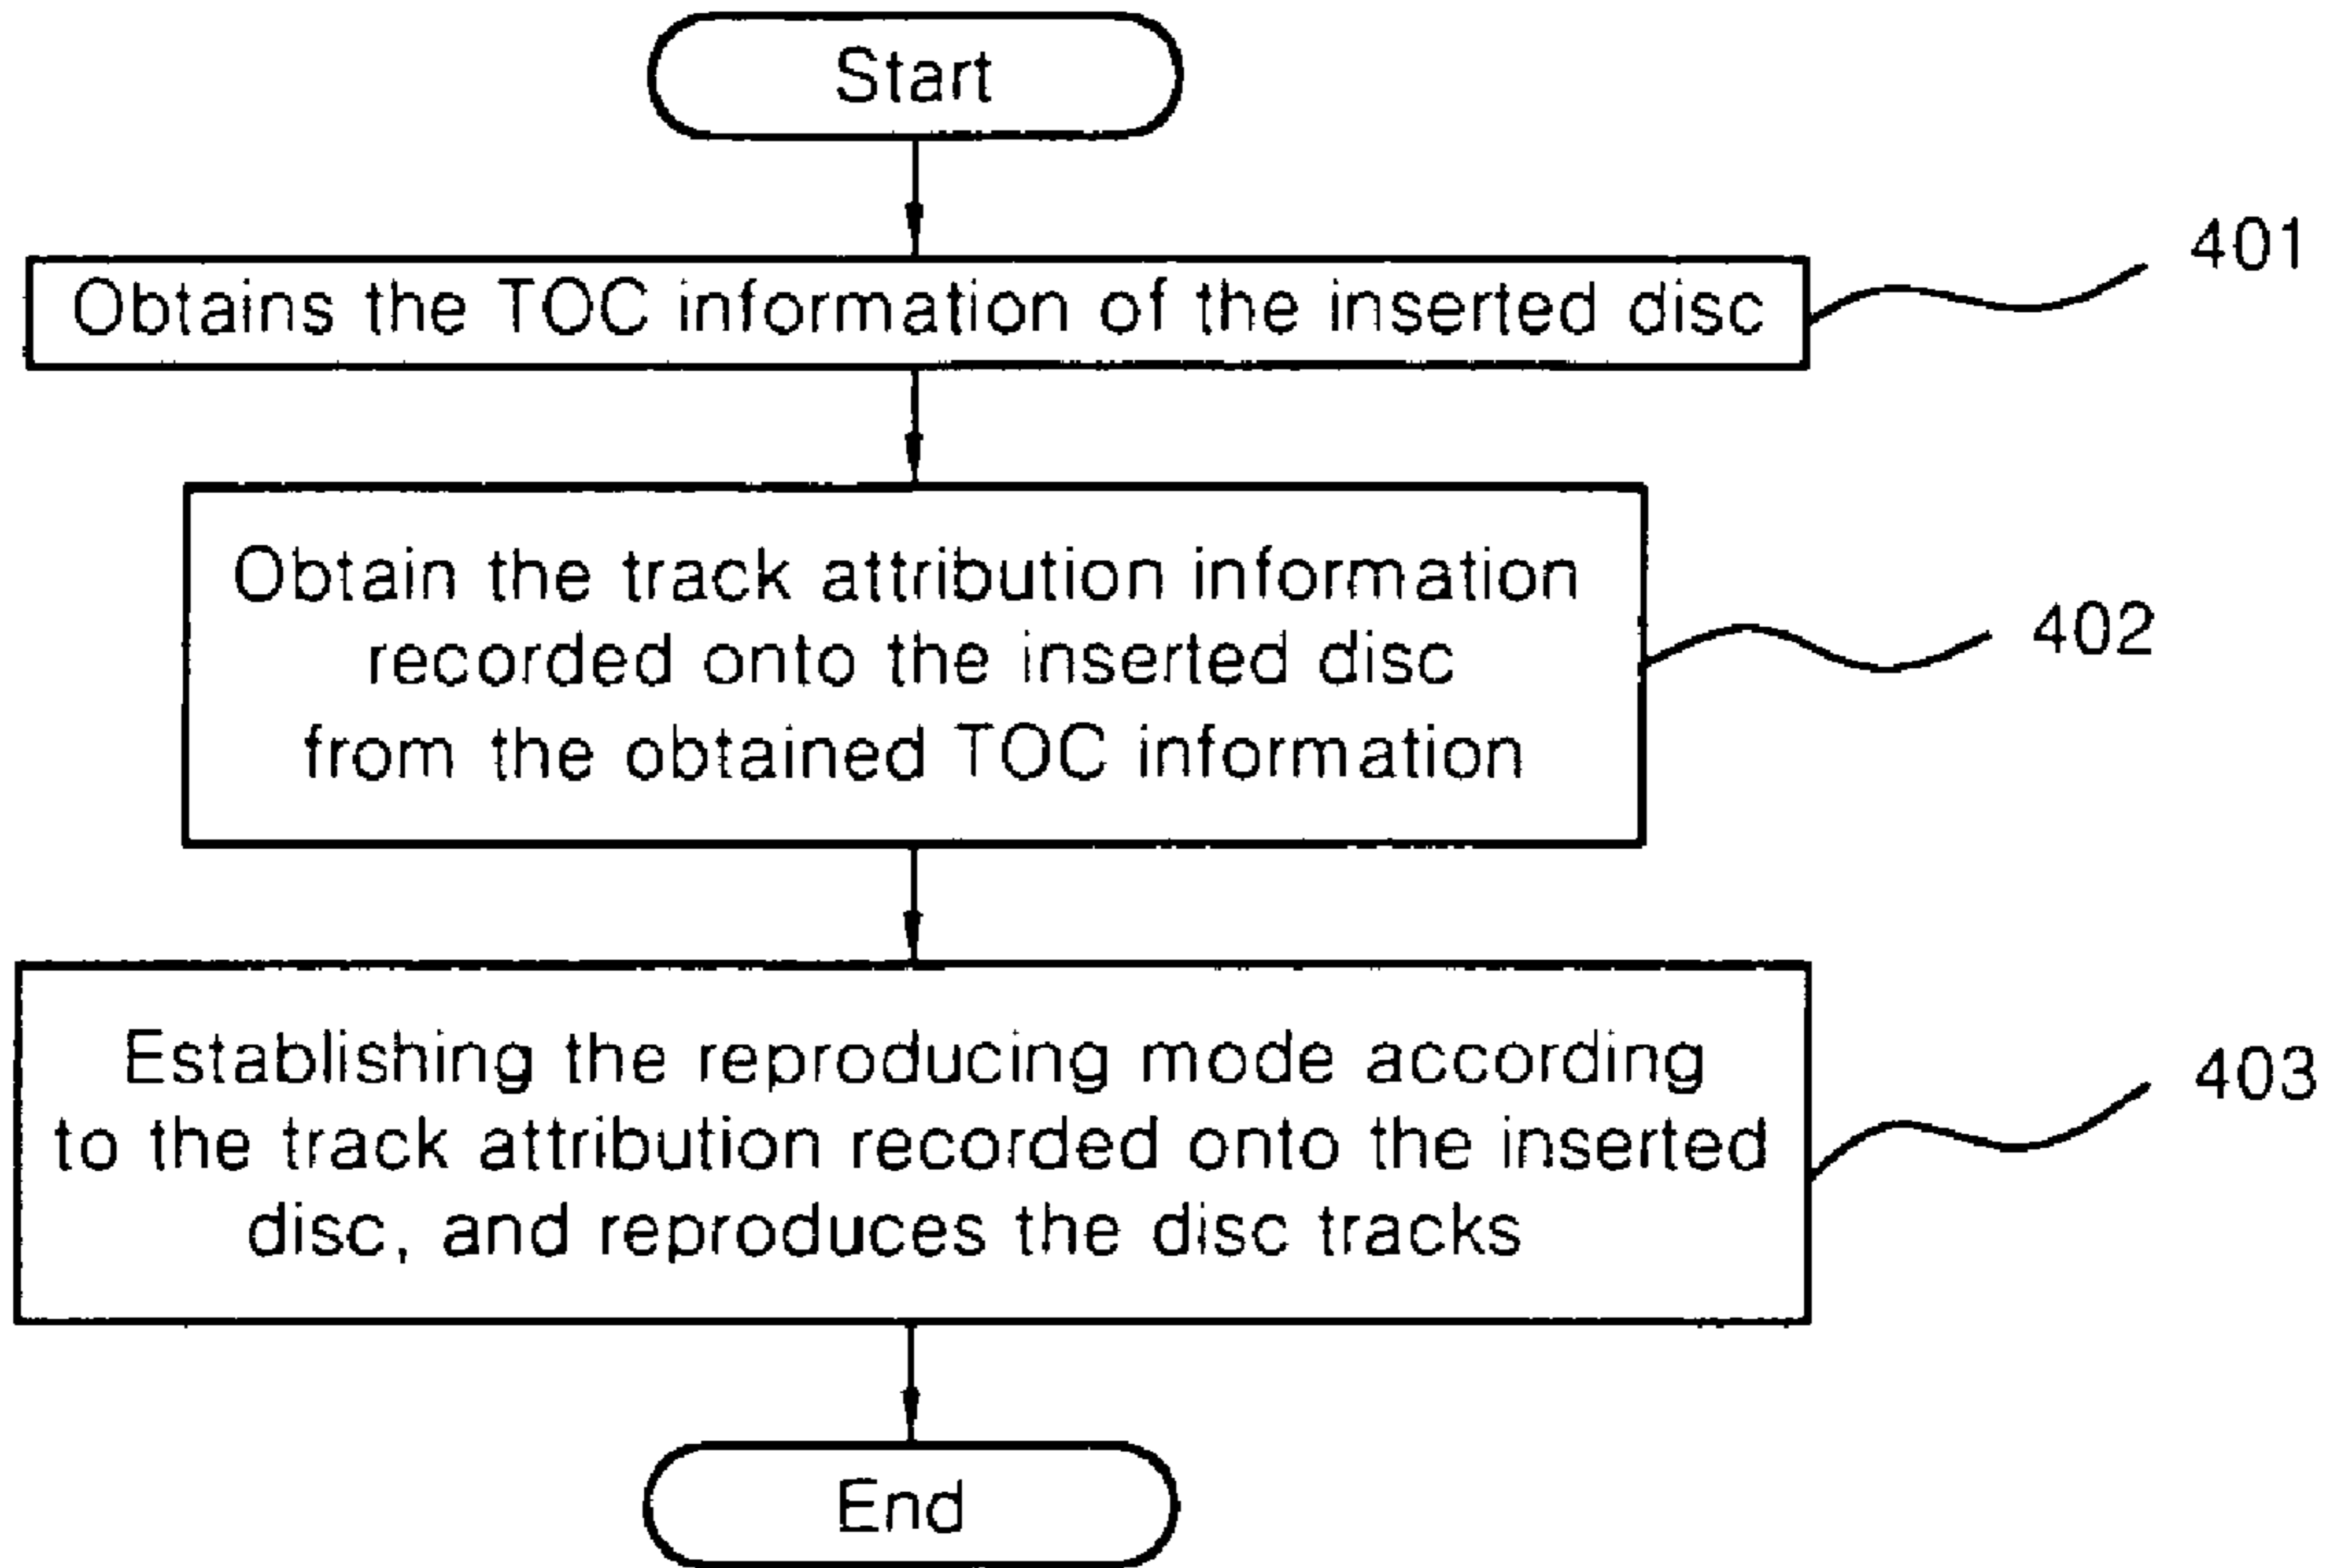 Start
401
Obtains the TOC information of the inserted disc
Obtain the track attribution information
recorded onto the inserted disc
from the obtained TOC information
402
Establishing the reproducing mode according
to the track attribution recorded onto the inserted
disc, and reproduces the disc tracks
403
End